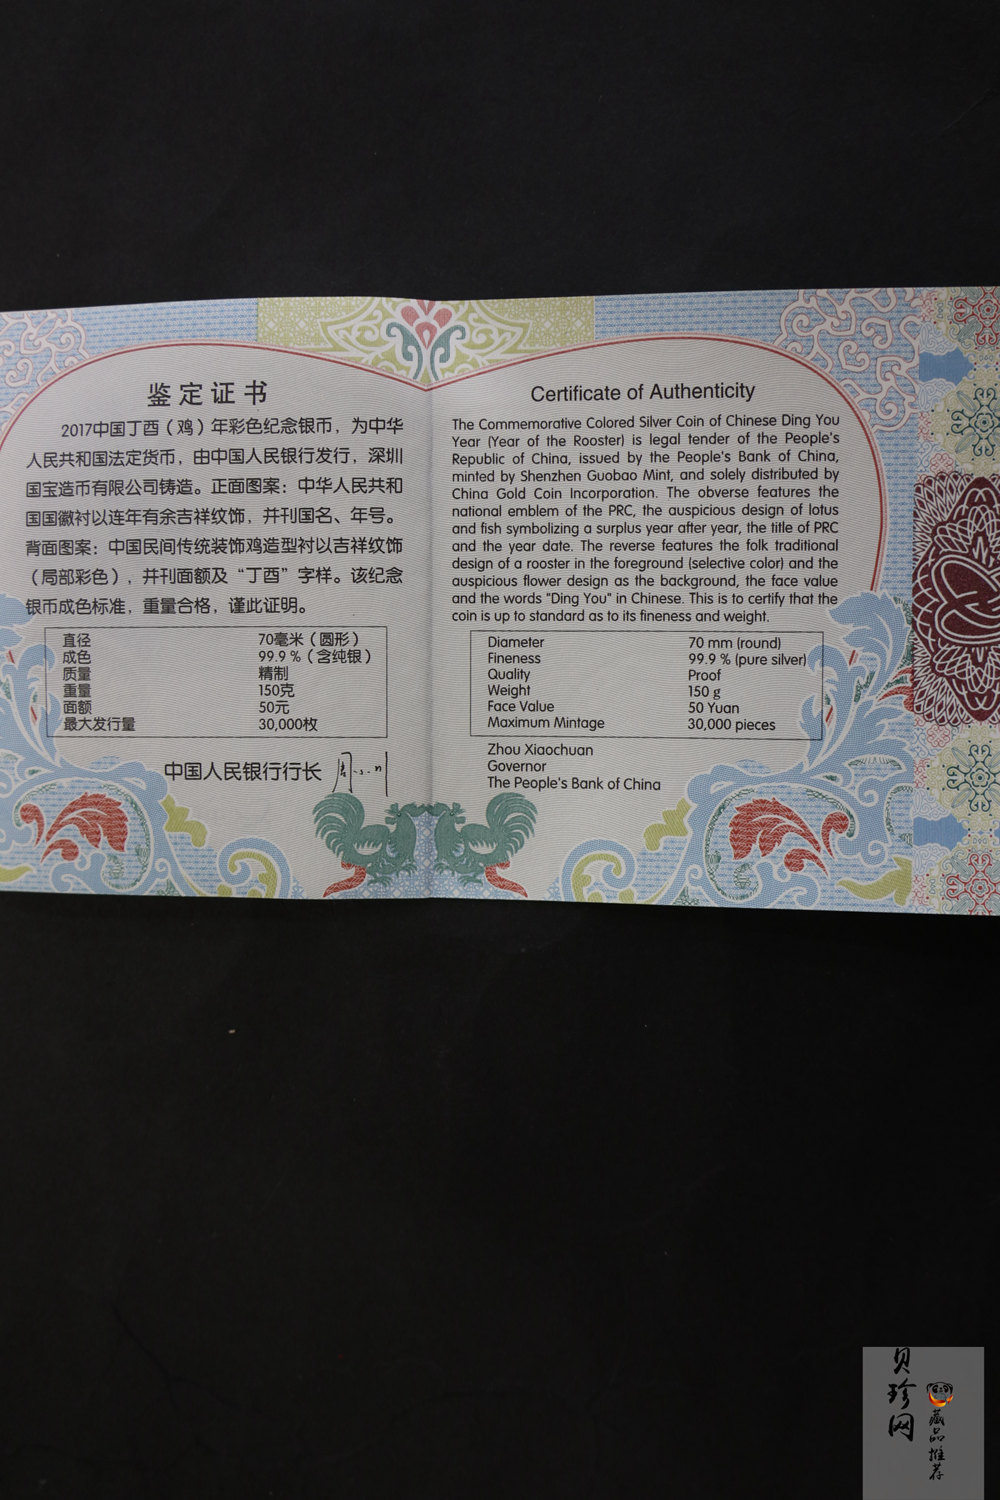 鉴定证书
2017中国丁酉（鸡）年彩色纪念银币，为中华
人民共和国法定货币，由中国人民银行发行，深圳
国宝造币有限公司铸造。正面图案：中华人民共和
国国徽衬以连年有余吉祥纹饰，并刊国名、年号。
背面图案：中国民间传统装饰鸡造型衬以吉祥纹饰
（局部彩色），并刊面额及“丁酉”字样。该纪念
银币成色标准，重量合格，谨此证明。
直径 70毫米（圆形）
成色 99.9％（含纯银）
质量 精制
重量 150克
面额 50元
最大发行量 30,000枚
中国人民银行行长
Certificate of Authenticity
The Commemorative Colored Silver Coin of Chinese Ding You
Year (Year of the Rooster) is legal tender of the People's
Republic of China, issued by the People's Bank of China,
minted by Shenzhen Guobao Mint, and solely distributed by
China Gold Coin Incorporation. The obverse features the
national emblem of the PRC, the auspicious design of lotus
and fish symbolizing a surplus year after year, the title of PRC
and the year date. The reverse features the folk traditional
design of a rooster in the foreground (selective color) and the
auspicious flower design as the background, the face value
and the words "Ding You" in Chinese. This is to certify that the
coin is up to standard as to its fineness and weight.
Diameter 70 mm (round)
Fineness 99.9 % (pure silver)
Quality Proof
Weight 150 g
Face Value 50 Yuan
Maximum Mintage 30,000 pieces
Zhou Xiaochuan
Governor
The People's Bank of China
贝珍网
藏品推荐